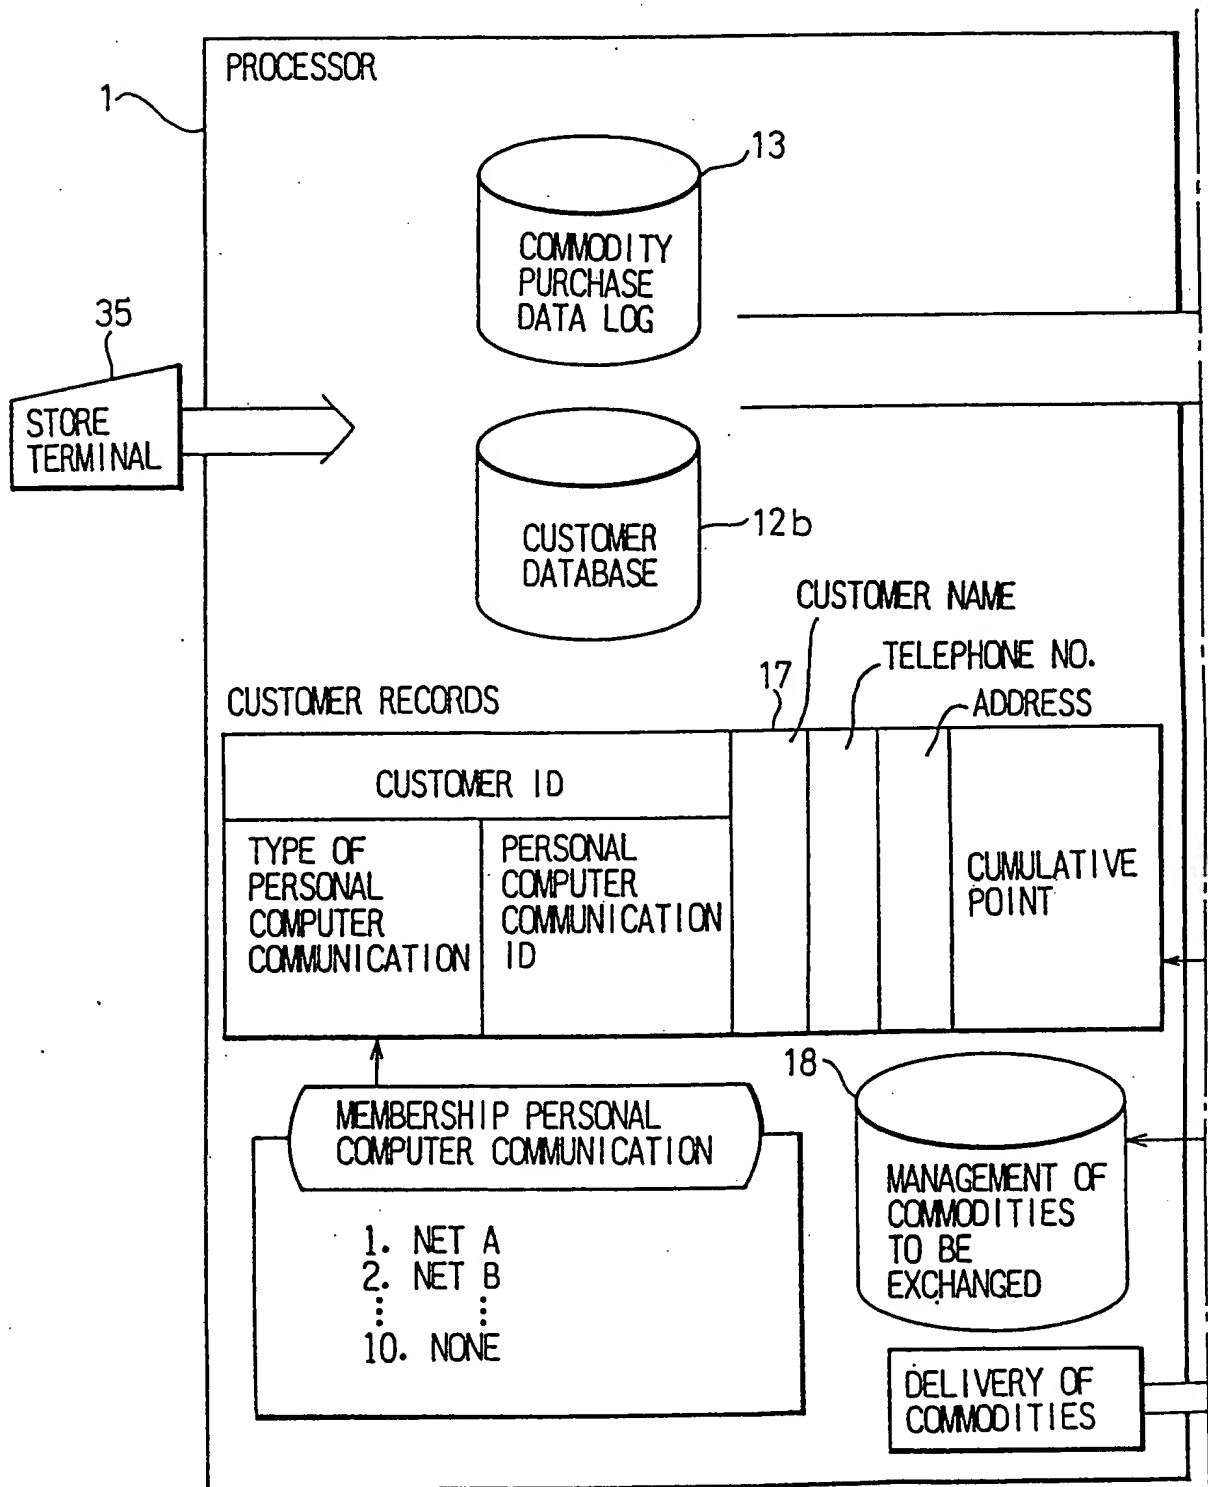 PROCESSOR
1
13
COMMODITY
PURCHASE
DATA LOG
35
STORE
TERMINAL
12b
CUSTOMER
DATABASE
CUSTOMER NAME
TELEPHONE NO.
17
ADDRESS
CUSTOMER RECORDS
CUSTOMER ID
TYPE OF
PERSONAL
COMPUTER
COMMUNICATION
PERSONAL
COMPUTER
COMMUNICATION
ID
CUMULATIVE
POINT
18
MEMBERSHIP PERSONAL
COMPUTER COMMUNICATION
1. NET A
2. NET B
10. NONE
MANAGEMENT OF
COMMODITIES
TO BE
EXCHANGED
DELIVERY OF
COMMODITIES